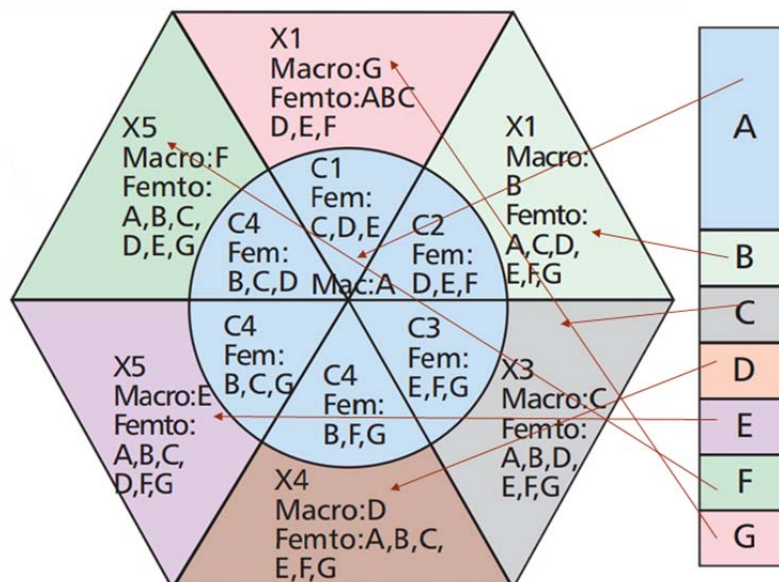 X1
Macro:G
Femto:ABC
D,E,F
X1
Macro:
B
Femto:
A,C,D,
E,F,G
X5
Macro:F
Femto:
A,B,C,
D,E,G
C1
Fem:
C,D,E
C4
Fem:
B,C,D
C2
Fem:
D,E,F
Mac:A
C4
Fem:
B,C,G
C4
Fem:
B,F,G
C3
Fem:
E,F,G
X5
Macro:E
Femto:
A,B,C,
D,F,G
X3
Macro:C
Femto:
A,B,D,
E,F,G
X4
Macro:D
Femto:A,B,C,
E,F,G
A
B
C
D
E
F
G